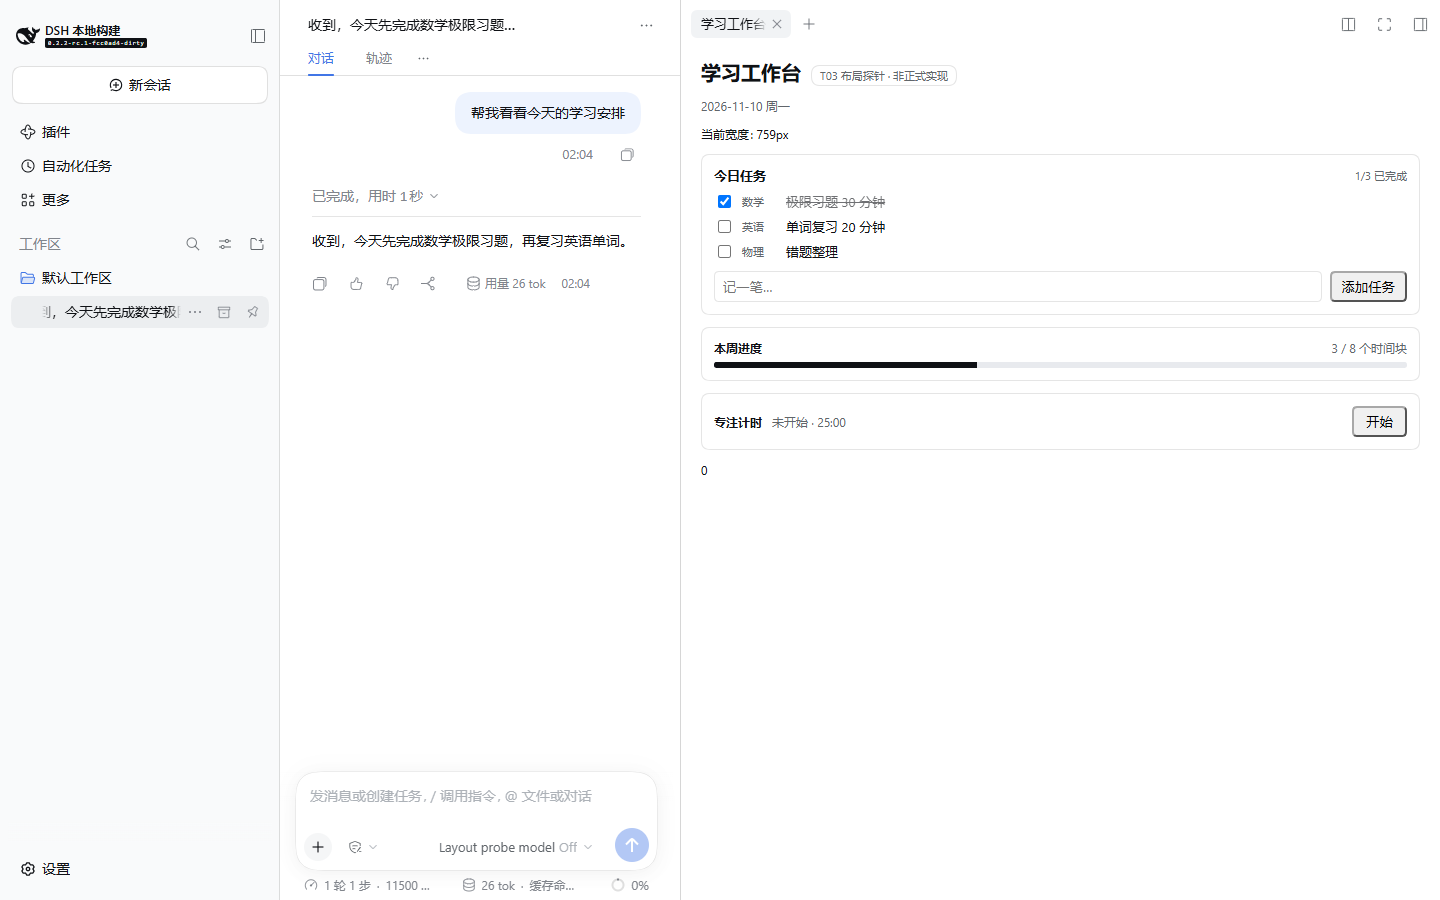 DSH 本地构建
0.3.2-rc.1-fcc0ad4-dirty
新会话
插件
自动化任务
更多
工作区
默认工作区
，今天先完成数学极
设置
收到，今天先完成数学极限习题...
对话 轨迹
帮我看看今天的学习安排
02:04
已完成，用时 1 秒
收到，今天先完成数学极限习题，再复习英语单词。
用量 26 tok 02:04
发消息或创建任务, / 调用指令, @ 文件或对话
Layout probe model Off
1 轮 1 步 · 11500 ... 26 tok · 缓存命... 0%
学习工作台
学习工作台 T03 布局探针 · 非正式实现
2026-11-10 周一
当前宽度: 759px
今日任务 1/3 已完成
数学 极限习题 30 分钟
英语 单词复习 20 分钟
物理 错题整理
记一笔... 添加任务
本周进度 3 / 8 个时间块
专注计时 未开始 · 25:00 开始
0